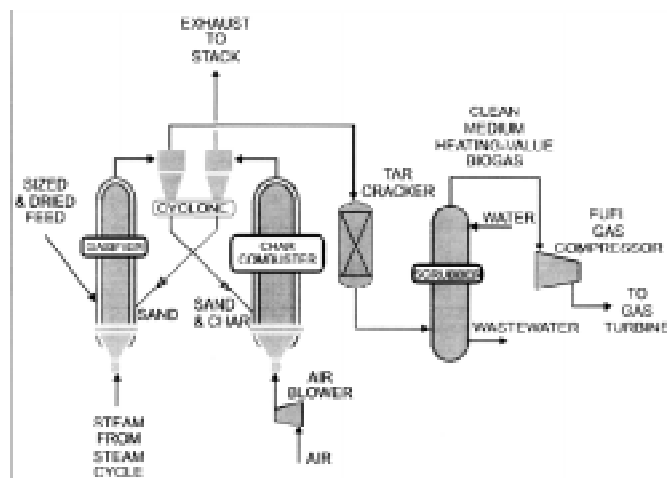 EXHAUST
TO
STACK
CLEAN
MEDIUM
HEATING-VALUE
BIOGAS
SIZED
& DRIED
FEED
TAR
CRACKER
CYCLONE
WATER
FUEL
GAS
COMPRESSOR
GASIFIER
CHAR
COMBUSTER
SCRUBBER
SAND
SAND
& CHAR
TO
GAS
TURBINE
WASTEWATER
AIR
BLOWER
STEAM
FROM
STEAM
CYCLE
AIR